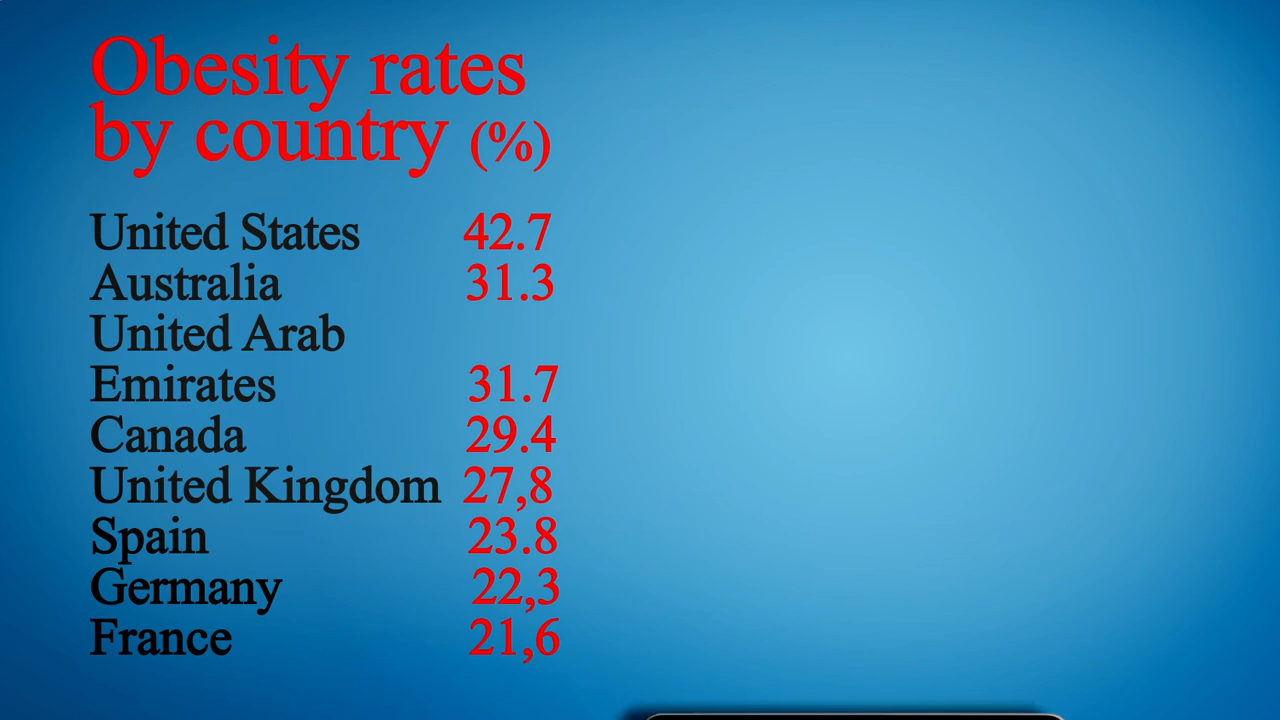 Obesity rates
by country (%)
United States 42.7
Australia 31.3
United Arab
Emirates 31.7
Canada 29.4
United Kingdom 27,8
Spain 23.8
Germany 22,3
France 21,6